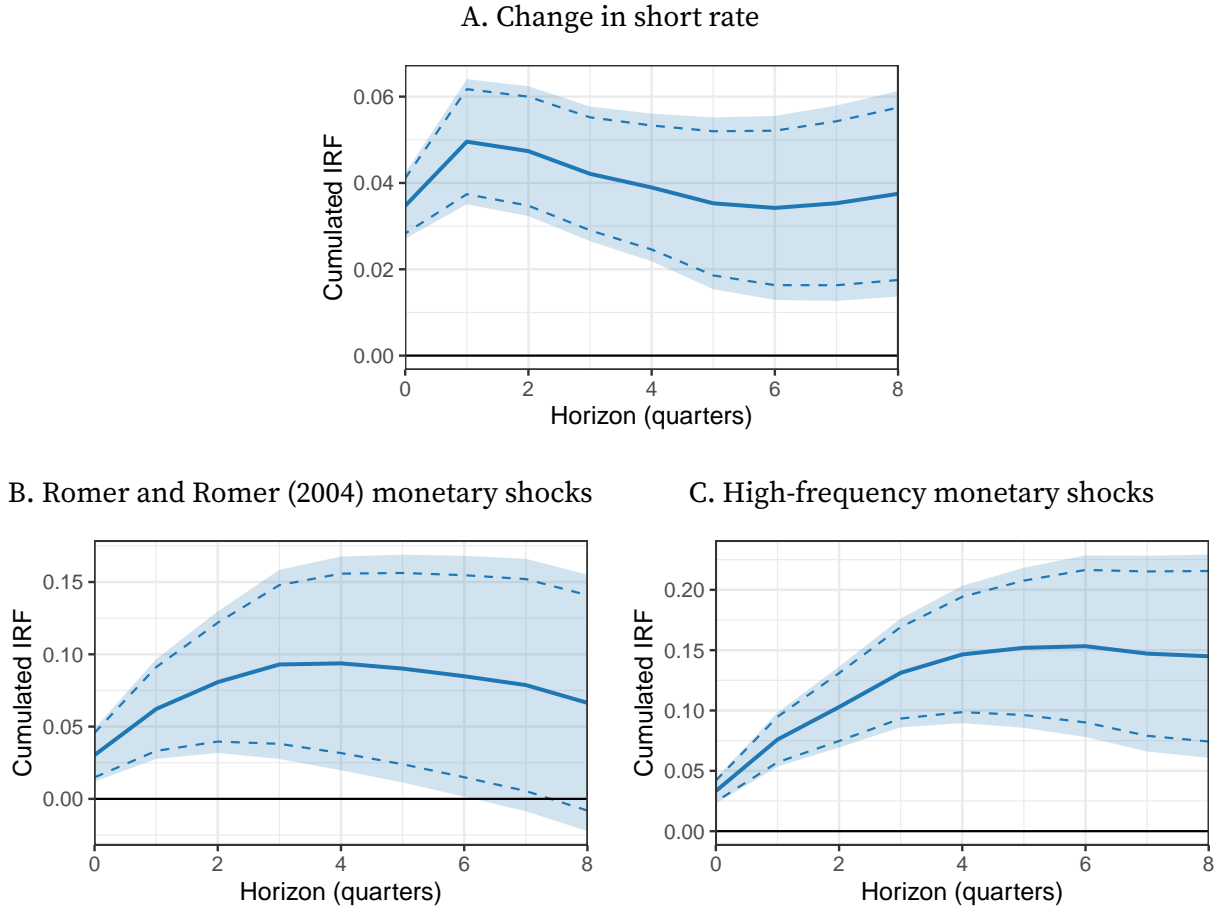 A. Change in short rate
Cumulated IRF
0.06
0.04
0.02
0.00
0 2 4 6 8
Horizon (quarters)
B. Romer and Romer (2004) monetary shocks
Cumulated IRF
0.15
0.10
0.05
0.00
0 2 4 6 8
Horizon (quarters)
C. High-frequency monetary shocks
Cumulated IRF
0.20
0.15
0.10
0.05
0.00
0 2 4 6 8
Horizon (quarters)